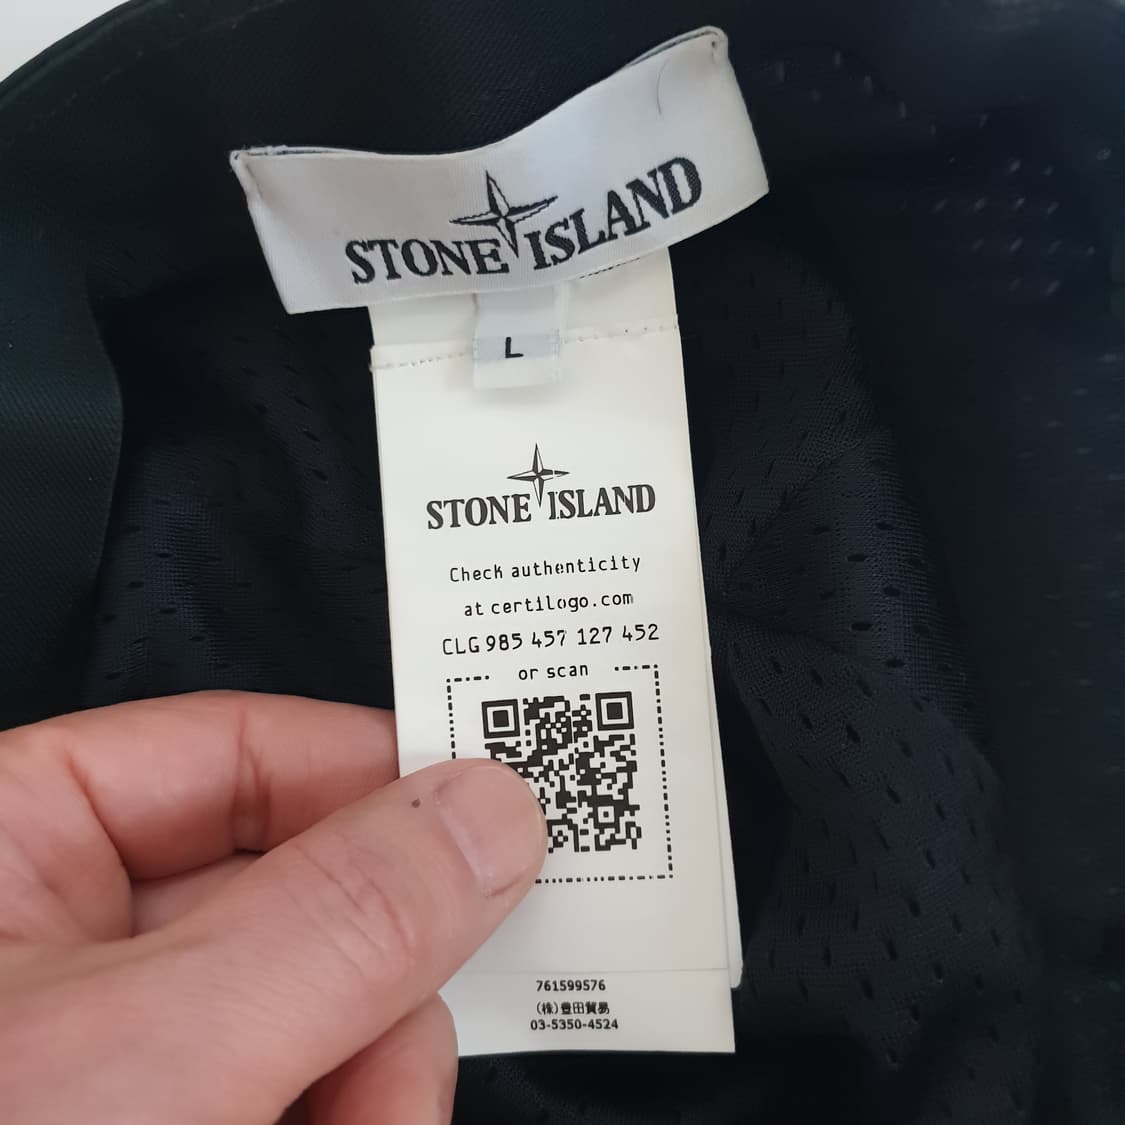 STONE ISLAND
L
STONE ISLAND
Check authenticity
at certilogo.com
CLG 985 457 127 452
or scan
761599576
(株)豊田貿易
03-5350-4524